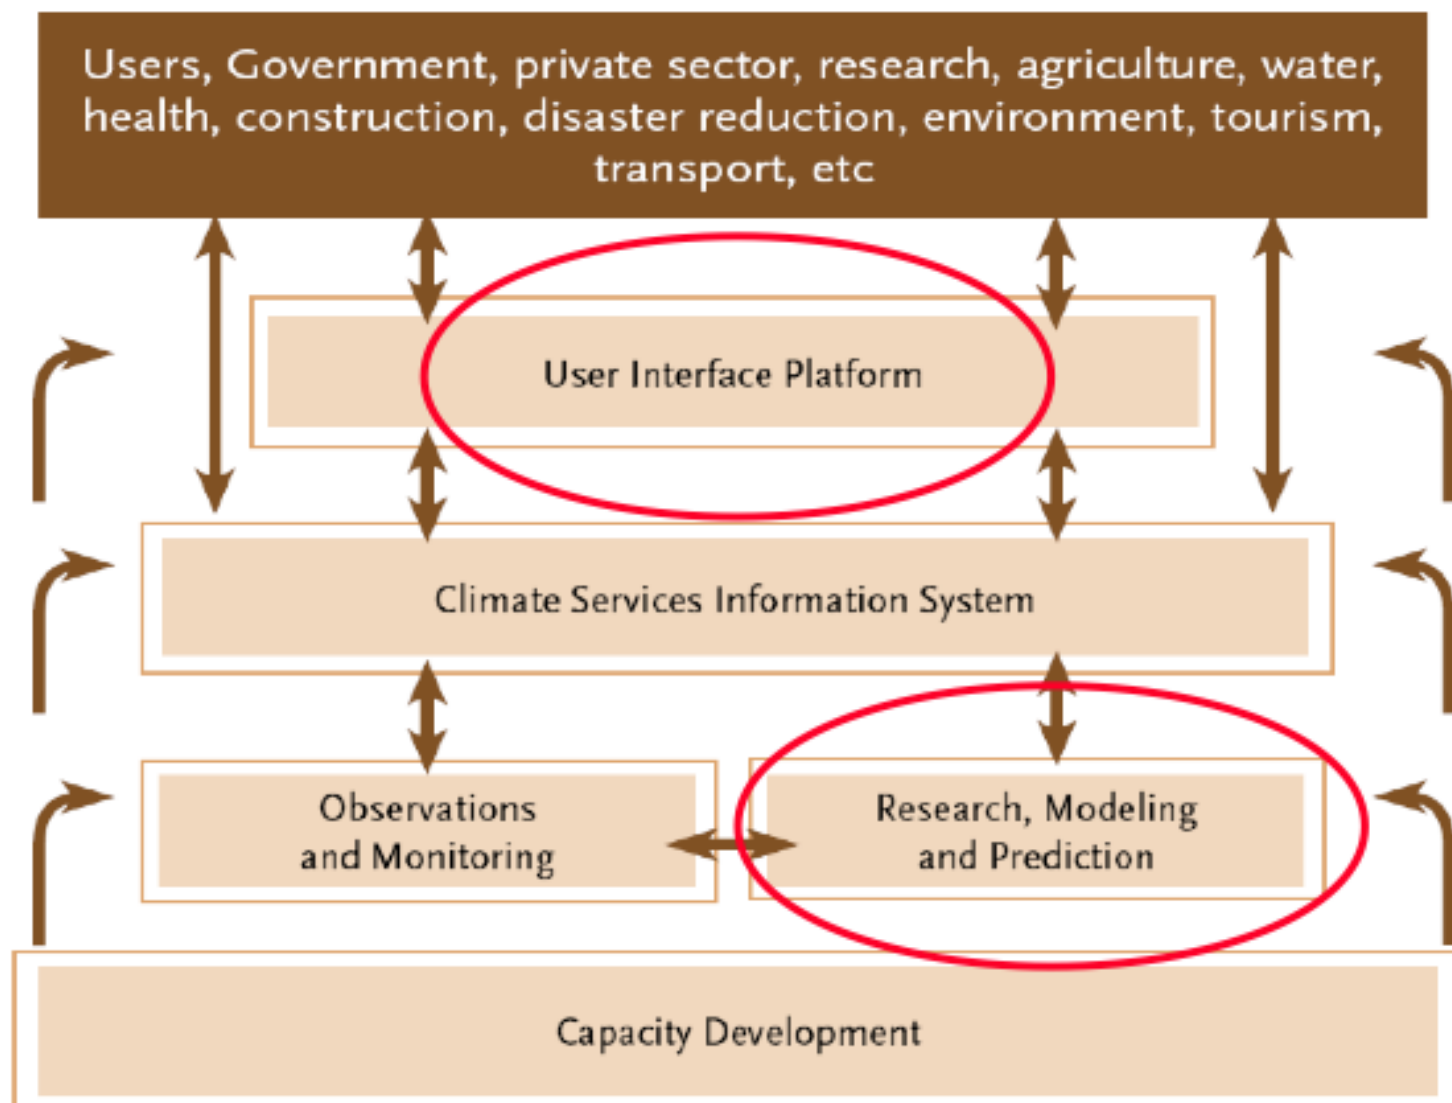 Users, Government, private sector, research, agriculture, water,
health, construction, disaster reduction, environment, tourism,
transport, etc
User Interface Platform
Climate Services Information System
Observations
and Monitoring
Research, Modeling
and Prediction
Capacity Development